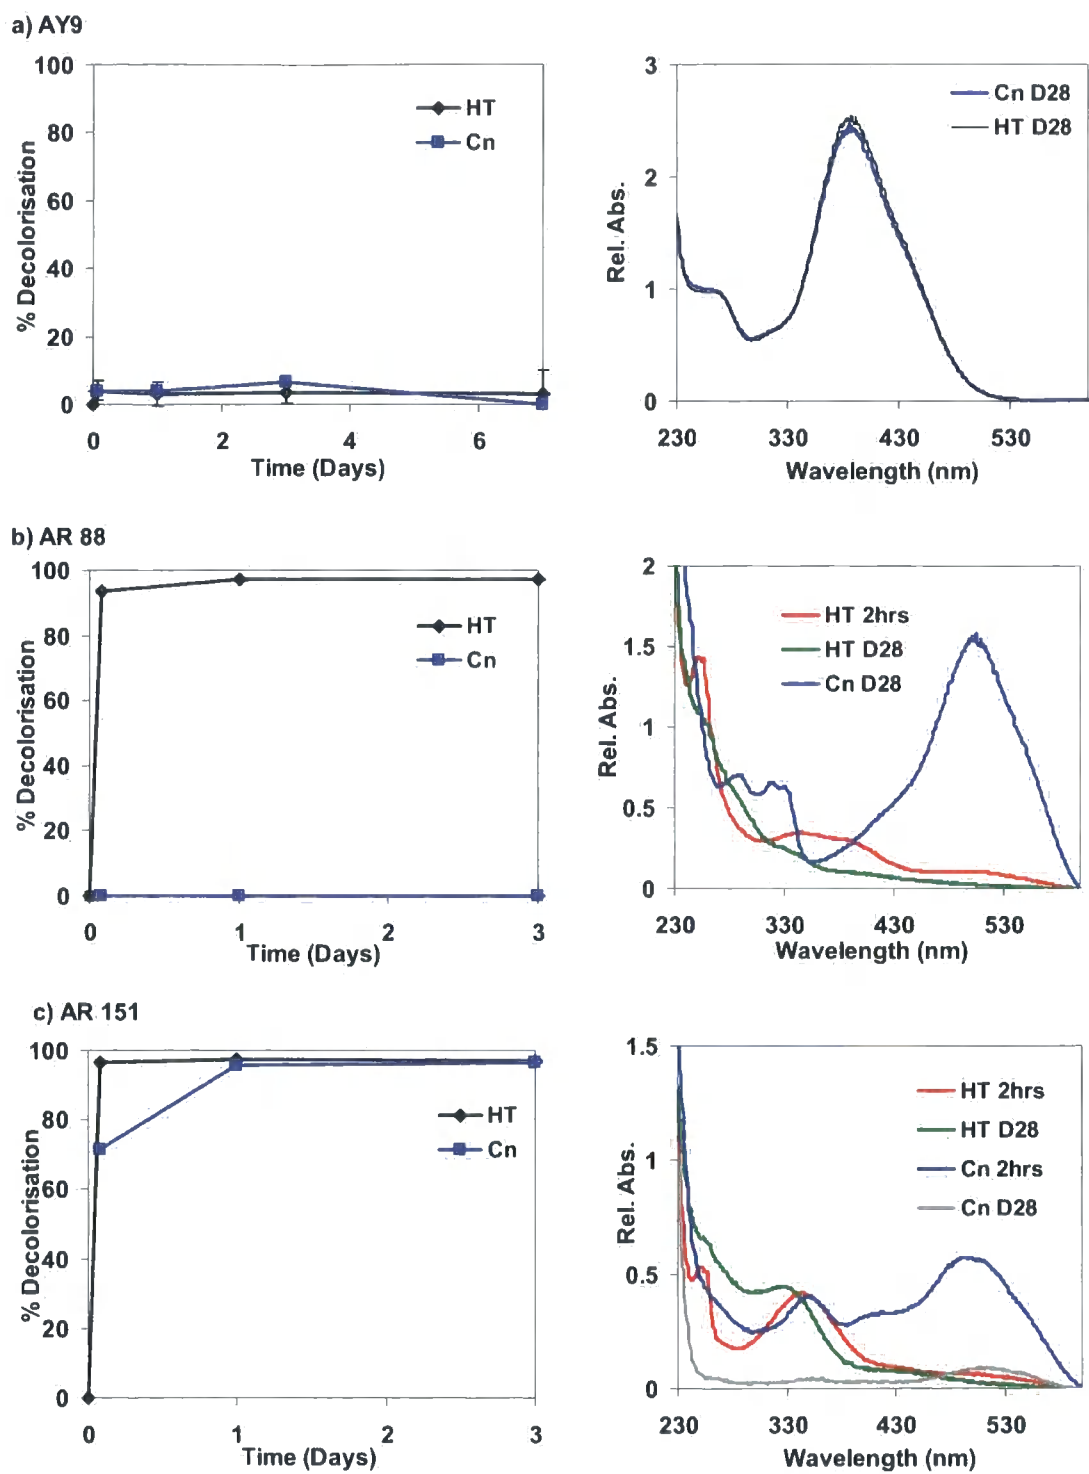 a) AY9
100
80
60
40
20
0
% Decolorisation
HT
Cn
0 2 4 6
Time (Days)
3
2
1
0
Rel. Abs.
Cn D28
HT D28
230 330 430 530
Wavelength (nm)
b) AR 88
100
80
60
40
20
0
% Decolorisation
HT
Cn
0 1 2 3
Time (Days)
2
1.5
1
0.5
0
Rel. Abs.
HT 2hrs
HT D28
Cn D28
230 330 430 530
Wavelength (nm)
c) AR 151
100
80
60
40
20
0
% Decolorisation
HT
Cn
0 1 2 3
Time (Days)
1.5
1
0.5
0
Rel. Abs.
HT 2hrs
HT D28
Cn 2hrs
Cn D28
230 330 430 530
Wavelength (nm)